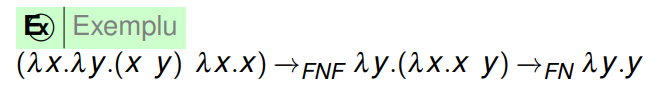 Ex Exemplu
(λx.λy.(x y) λx.x) →FNF λy.(λx.x y) →FN λy.y